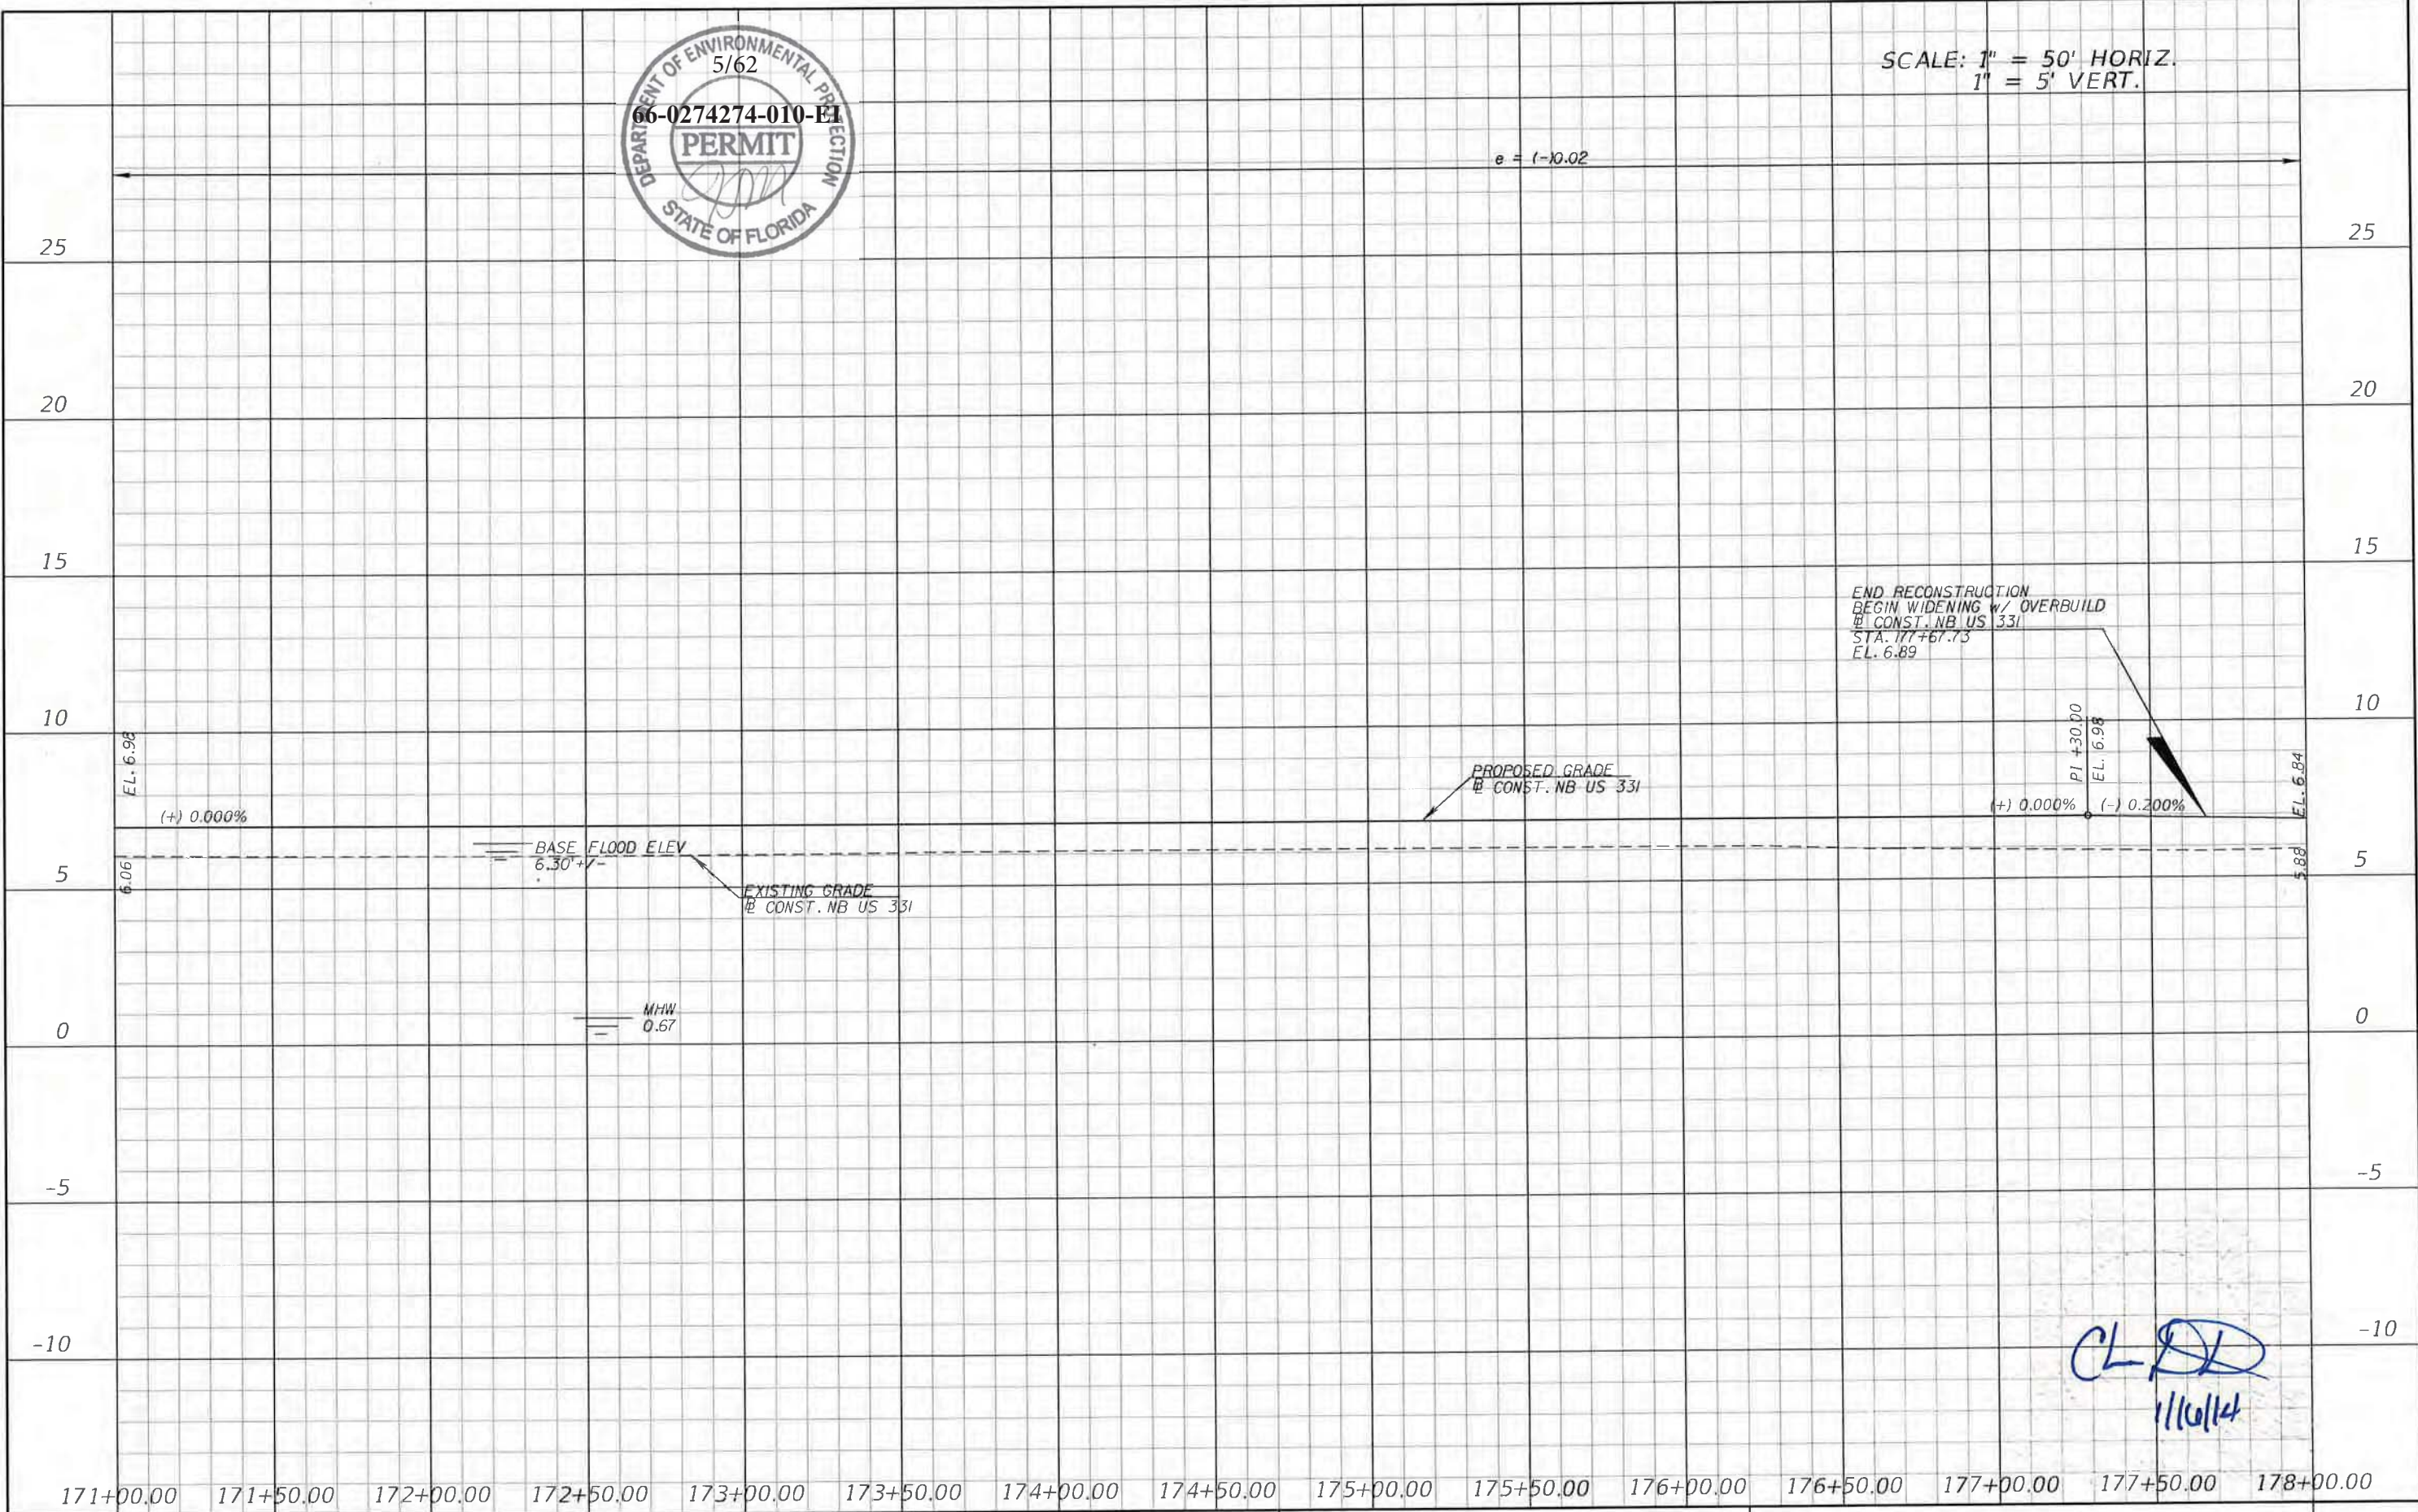 DEPARTMENT OF ENVIRONMENTAL PROTECTION
5/62
66-0274274-010-EI
PERMIT
STATE OF FLORIDA
SCALE: 1" = 50' HORIZ.
1" = 5' VERT.
e = (-)0.02
25
25
20
20
15
15
END RECONSTRUCTION
BEGIN WIDENING w/ OVERBUILD
℄ CONST. NB US 331
STA. 177+67.73
EL. 6.89
10
10
EL. 6.98
PI +30.00
EL. 6.98
EL. 6.84
PROPOSED GRADE
℄ CONST. NB US 331
(+) 0.000%
(+) 0.000%
(-) 0.200%
BASE FLOOD ELEV
6.30'+/-
6.06
5.88
5
5
EXISTING GRADE
℄ CONST. NB US 331
MHW
0.67
0
0
-5
-5
-10
-10
1/16/14
171+00.00 171+50.00 172+00.00 172+50.00 173+00.00 173+50.00 174+00.00 174+50.00 175+00.00 175+50.00 176+00.00 176+50.00 177+00.00 177+50.00 178+00.00